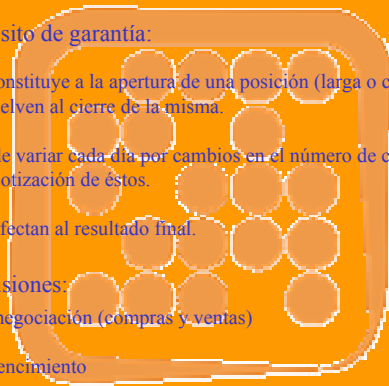 sito de garantía:
onstituye a la apertura de una posición (larga o c
elven al cierre de la misma.
le variar cada día por cambios en el número de c
otización de éstos.
fectan al resultado final.
siones:
negociación (compras y ventas)
encimiento